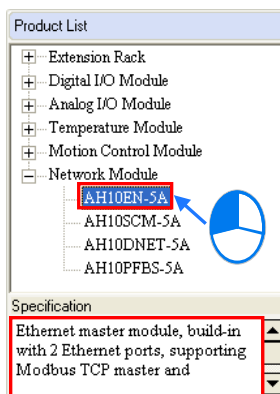 Product List
Extension Rack
Digital I/O Module
Analog I/O Module
Temperature Module
Motion Control Module
Network Module
AH10EN-5A
AH10SCM-5A
AH10DNET-5A
AH10PFBS-5A
Specification
Ethernet master module, build-in
with 2 Ethernet ports, supporting
Modbus TCP master and